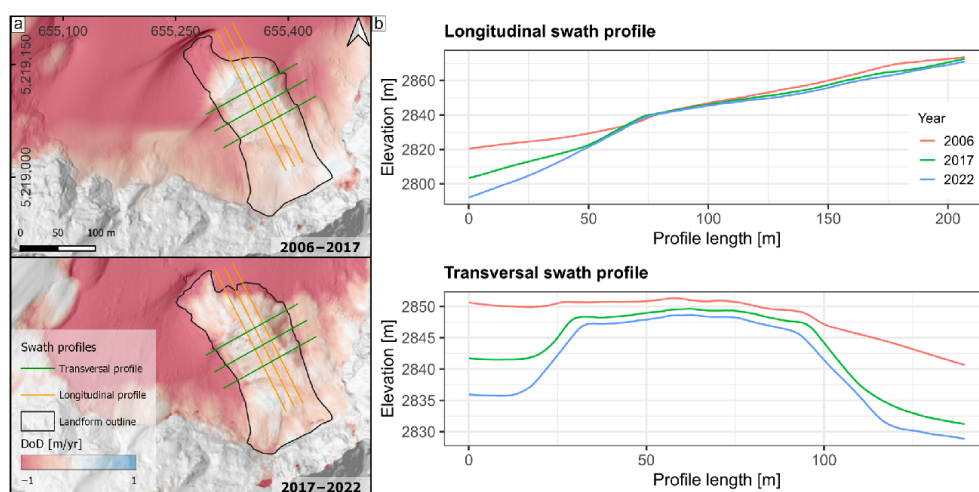 a
655,100
655,250
655,400
5,219,150
5,219,000
0
50
100 m
2006–2017
Swath profiles
Transversal profile
Longitudinal profile
Landform outline
DoD [m/yr]
−1
1
2017–2022
b
Longitudinal swath profile
Elevation [m]
2860
2840
2820
2800
0
50
100
150
200
Profile length [m]
Year
2006
2017
2022
Transversal swath profile
Elevation [m]
2850
2845
2840
2835
2830
0
50
100
Profile length [m]